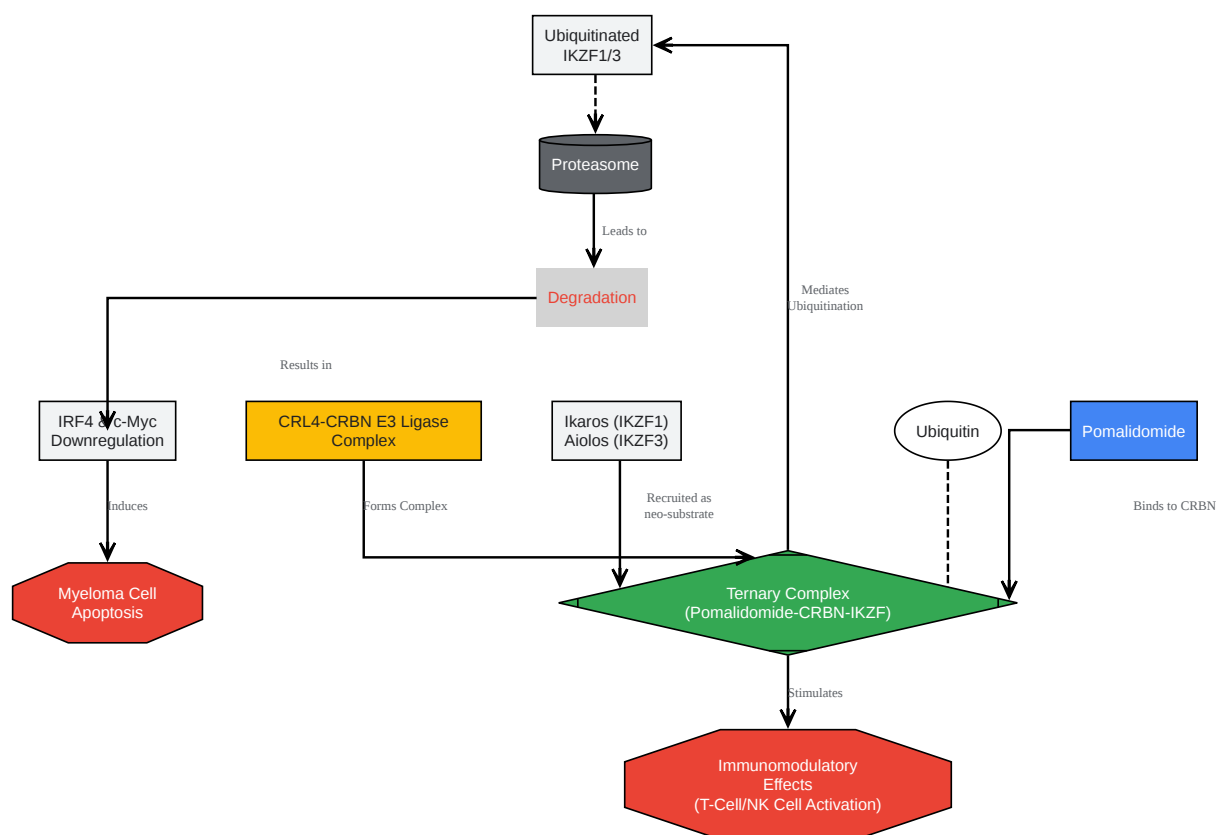 Ubiquitinated
IKZF1/3
Proteasome
Leads to
Degradation
Mediates
Ubiquitination
Results in
IRF4 & c-Myc
Downregulation
CRL4-CRBN E3 Ligase
Complex
Ikaros (IKZF1)
Aiolos (IKZF3)
Ubiquitin
Pomalidomide
Induces
Forms Complex
Recruited as
neo-substrate
Binds to CRBN
Myeloma Cell
Apoptosis
Ternary Complex
(Pomalidomide-CRBN-IKZF)
Stimulates
Immunomodulatory
Effects
(T-Cell/NK Cell Activation)